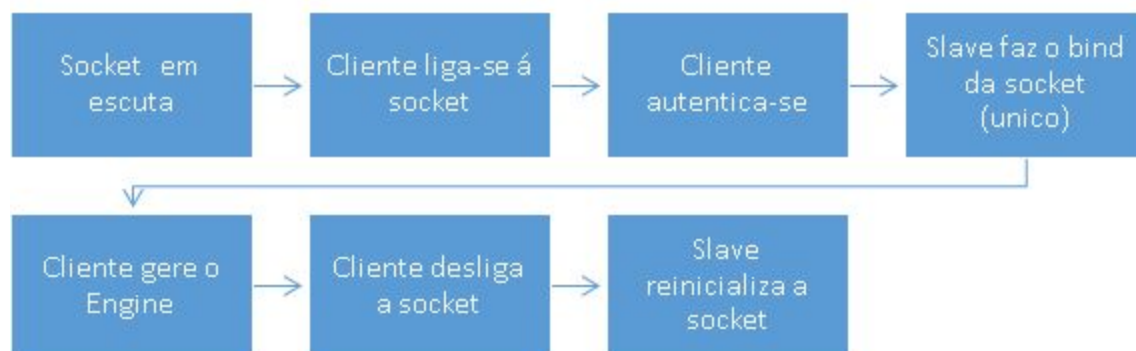 Socket em
escuta
Cliente liga-se á
socket
Cliente
autentica-se
Slave faz o bind
da socket
(unico)
Cliente gere o
Engine
Cliente desliga
a socket
Slave
reinicializa a
socket